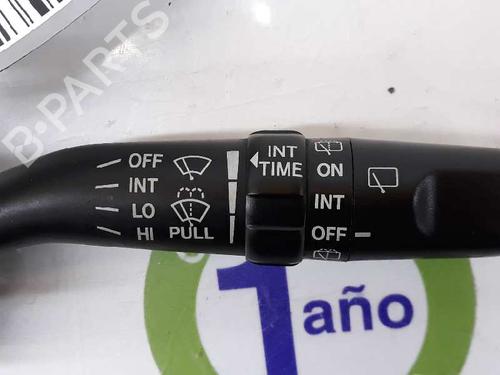 B-PARTS
OFF
INT
LO
HI PULL
INT
TIME
ON
INT
OFF
1 año